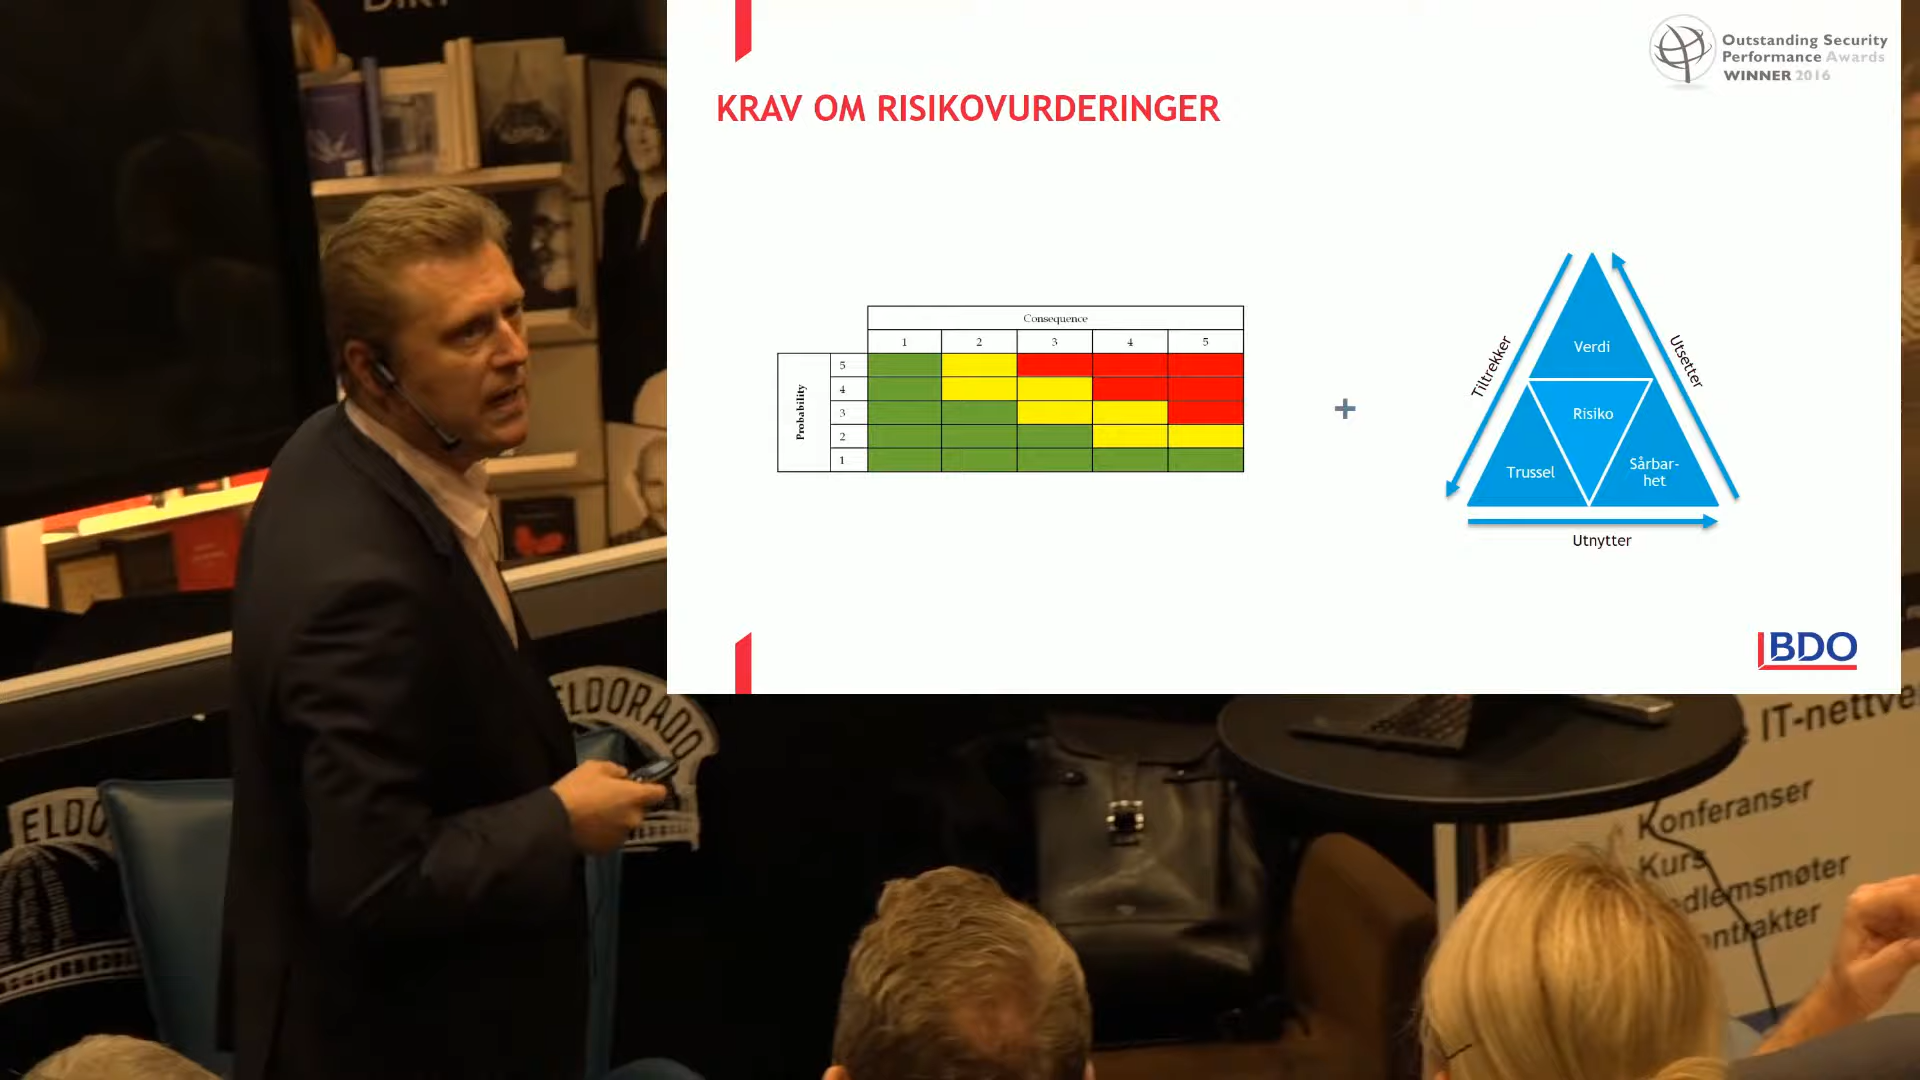 Outstanding Security
Performance Awards
WINNER 2016
KRAV OM RISIKOVURDERINGER
Consequence
1 2 3 4 5
Probability
5
4
3
2
1
+
Tiltrekker
Utsetter
Verdi
Risiko
Trussel
Sårbar-
het
Utnytter
BDO
ELDORADO
IT-nettve
Konferanser
Kurs
edlemsmøter
ontrakter